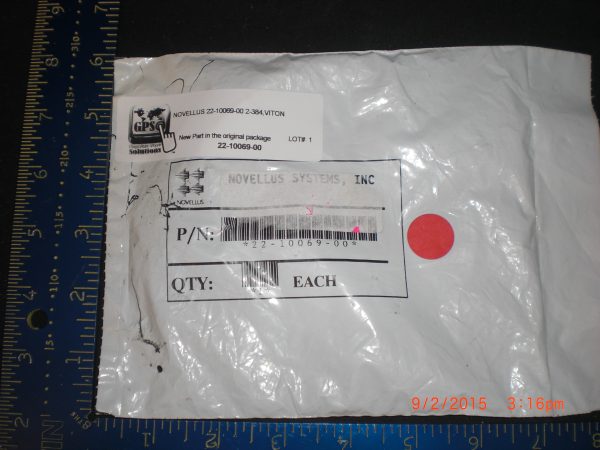 NOVELLUS 22-10069-00 2-384,VITON
GPS
Solutions
New Part in the original package LOT# 1
22-10069-00
NOVELLUS SYSTEMS, INC
NOVELLUS
P/N:
*22-10069-00*
QTY: EACH
9/2/2015 3:16pm